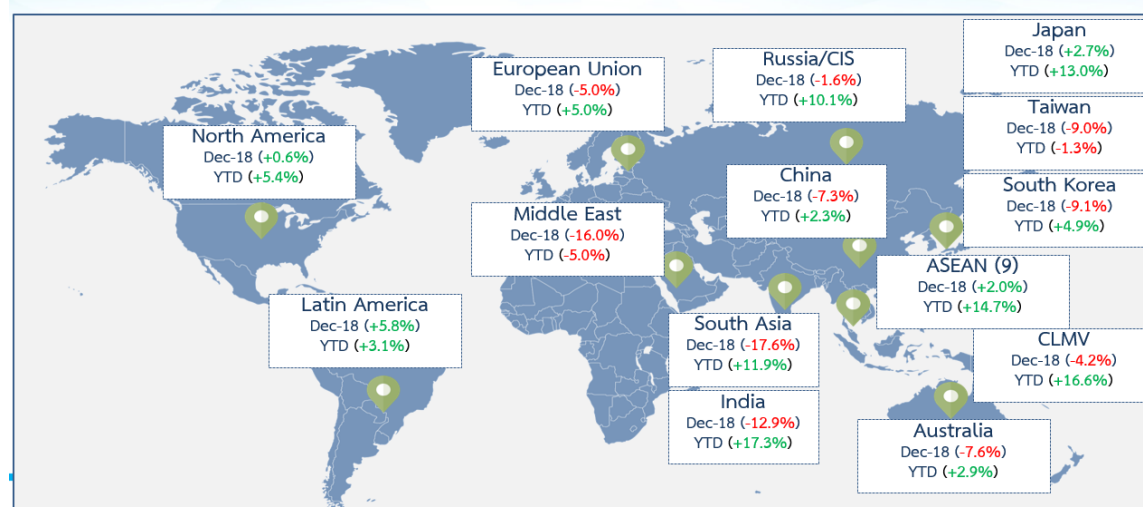 Japan
Dec-18 (+2.7%)
YTD (+13.0%)
Russia/CIS
Dec-18 (-1.6%)
YTD (+10.1%)
European Union
Dec-18 (-5.0%)
YTD (+5.0%)
Taiwan
Dec-18 (-9.0%)
YTD (-1.3%)
North America
Dec-18 (+0.6%)
YTD (+5.4%)
China
Dec-18 (-7.3%)
YTD (+2.3%)
South Korea
Dec-18 (-9.1%)
YTD (+4.9%)
Middle East
Dec-18 (-16.0%)
YTD (-5.0%)
ASEAN (9)
Dec-18 (+2.0%)
YTD (+14.7%)
Latin America
Dec-18 (+5.8%)
YTD (+3.1%)
South Asia
Dec-18 (-17.6%)
YTD (+11.9%)
CLMV
Dec-18 (-4.2%)
YTD (+16.6%)
India
Dec-18 (-12.9%)
YTD (+17.3%)
Australia
Dec-18 (-7.6%)
YTD (+2.9%)